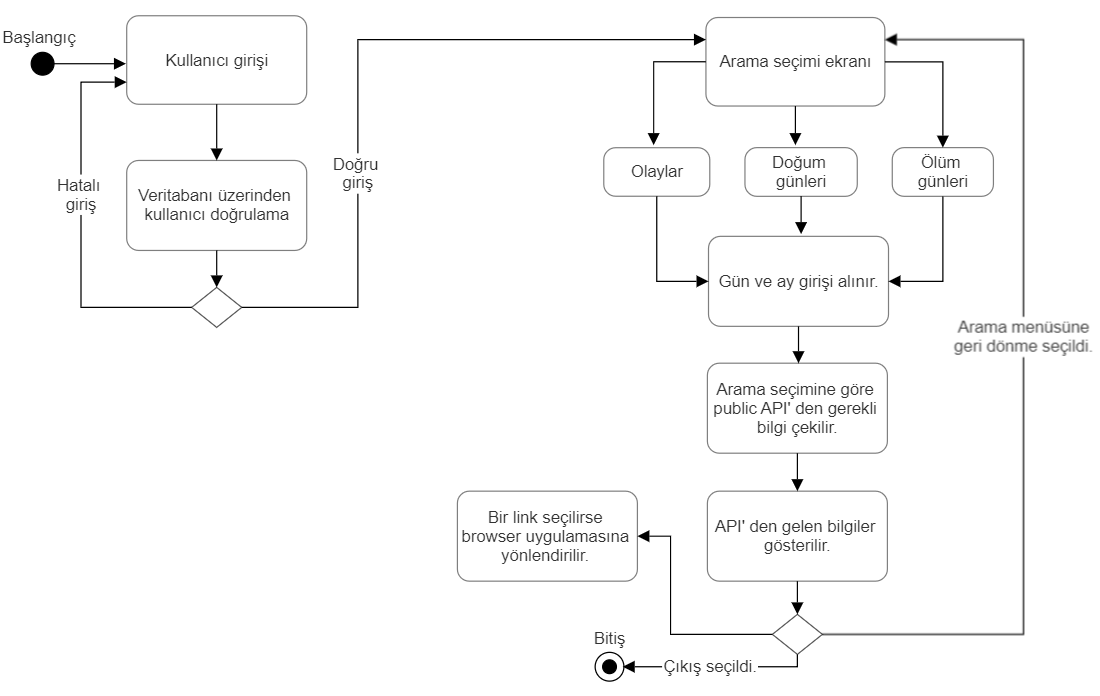 Başlangıç
Kullanıcı girişi
Veritabanı üzerinden
kullanıcı doğrulama
Hatalı
giriş
Doğru
giriş
Arama seçimi ekranı
Olaylar
Doğum
günleri
Ölüm
günleri
Gün ve ay girişi alınır.
Arama menüsüne
geri dönme seçildi.
Arama seçimine göre
public API' den gerekli
bilgi çekilir.
Bir link seçilirse
browser uygulamasına
yönlendirilir.
API' den gelen bilgiler
gösterilir.
Bitiş
Çıkış seçildi.